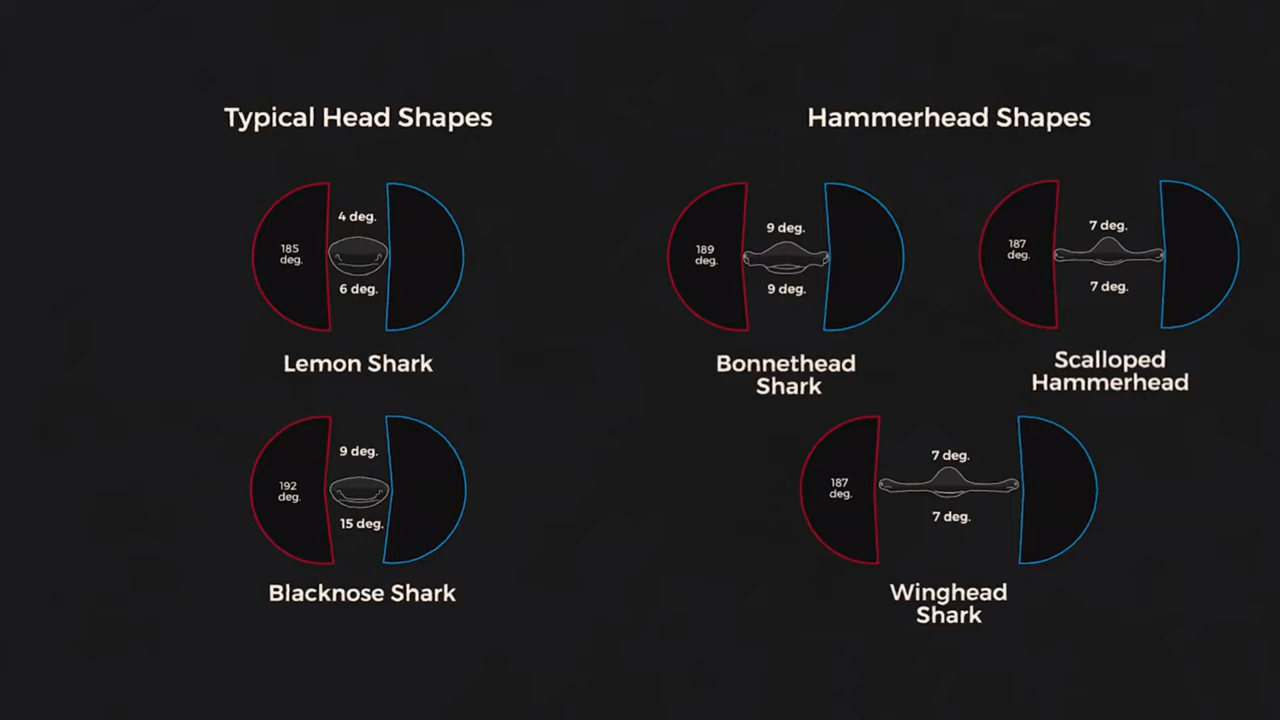 Typical Head Shapes
4 deg.
185
deg.
6 deg.
Lemon Shark
9 deg.
192
deg.
15 deg.
Blacknose Shark
Hammerhead Shapes
9 deg.
189
deg.
9 deg.
Bonnethead
Shark
7 deg.
187
deg.
7 deg.
Scalloped
Hammerhead
7 deg.
187
deg.
7 deg.
Winghead
Shark